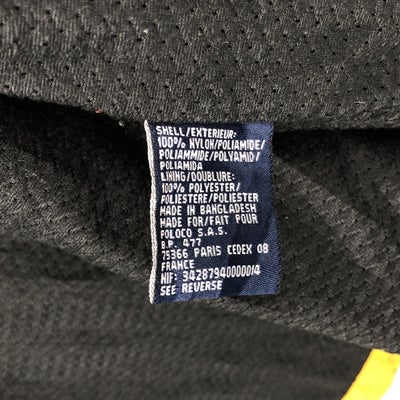 SHELL/EXTERIEUR:
100% NYLON/POLIAMIDE/
POLIAMMIDE/POLYAMID/
POLIAMIDA
LINING/DOUBLURE:
100% POLYESTER/
POLIESTERE/POLIESTER
MADE IN BANGLADESH
MADE FOR/FAIT POUR
POLOCO S.A.S.
B.P. 477
75366 PARIS CEDEX 08
FRANCE
NIF: 34287940000014
SEE REVERSE